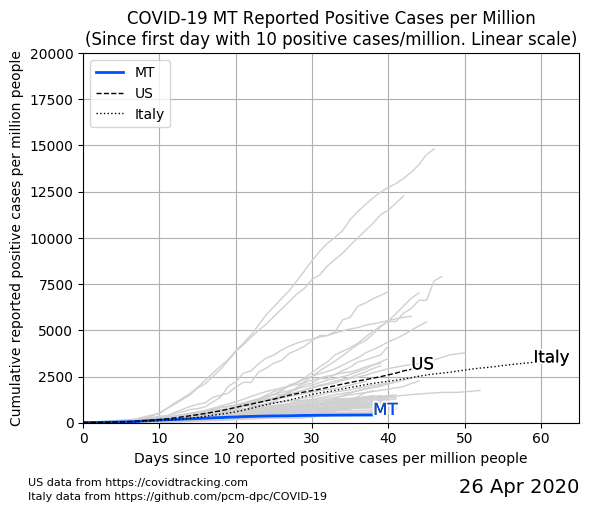 COVID-19 MT Reported Positive Cases per Million
(Since first day with 10 positive cases/million. Linear scale)
Cumulative reported positive cases per million people
20000
17500
15000
12500
10000
7500
5000
2500
0
MT
US
Italy
US
Italy
MT
0 10 20 30 40 50 60
Days since 10 reported positive cases per million people
US data from https://covidtracking.com
Italy data from https://github.com/pcm-dpc/COVID-19
26 Apr 2020